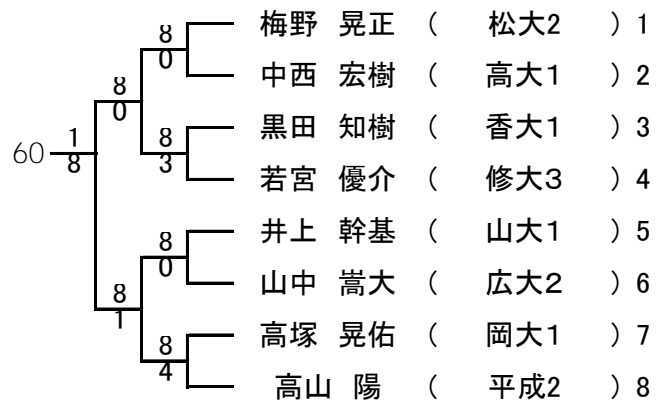 梅野 晃正 ( 松大2 ) 1
8
0
中西 宏樹 ( 高大1 ) 2
8
0
黒田 知樹 ( 香大1 ) 3
8
3
60
1
8
若宮 優介 ( 修大3 ) 4
井上 幹基 ( 山大1 ) 5
8
0
山中 嵩大 ( 広大2 ) 6
8
1
高塚 晃佑 ( 岡大1 ) 7
8
4
高山 陽 ( 平成2 ) 8